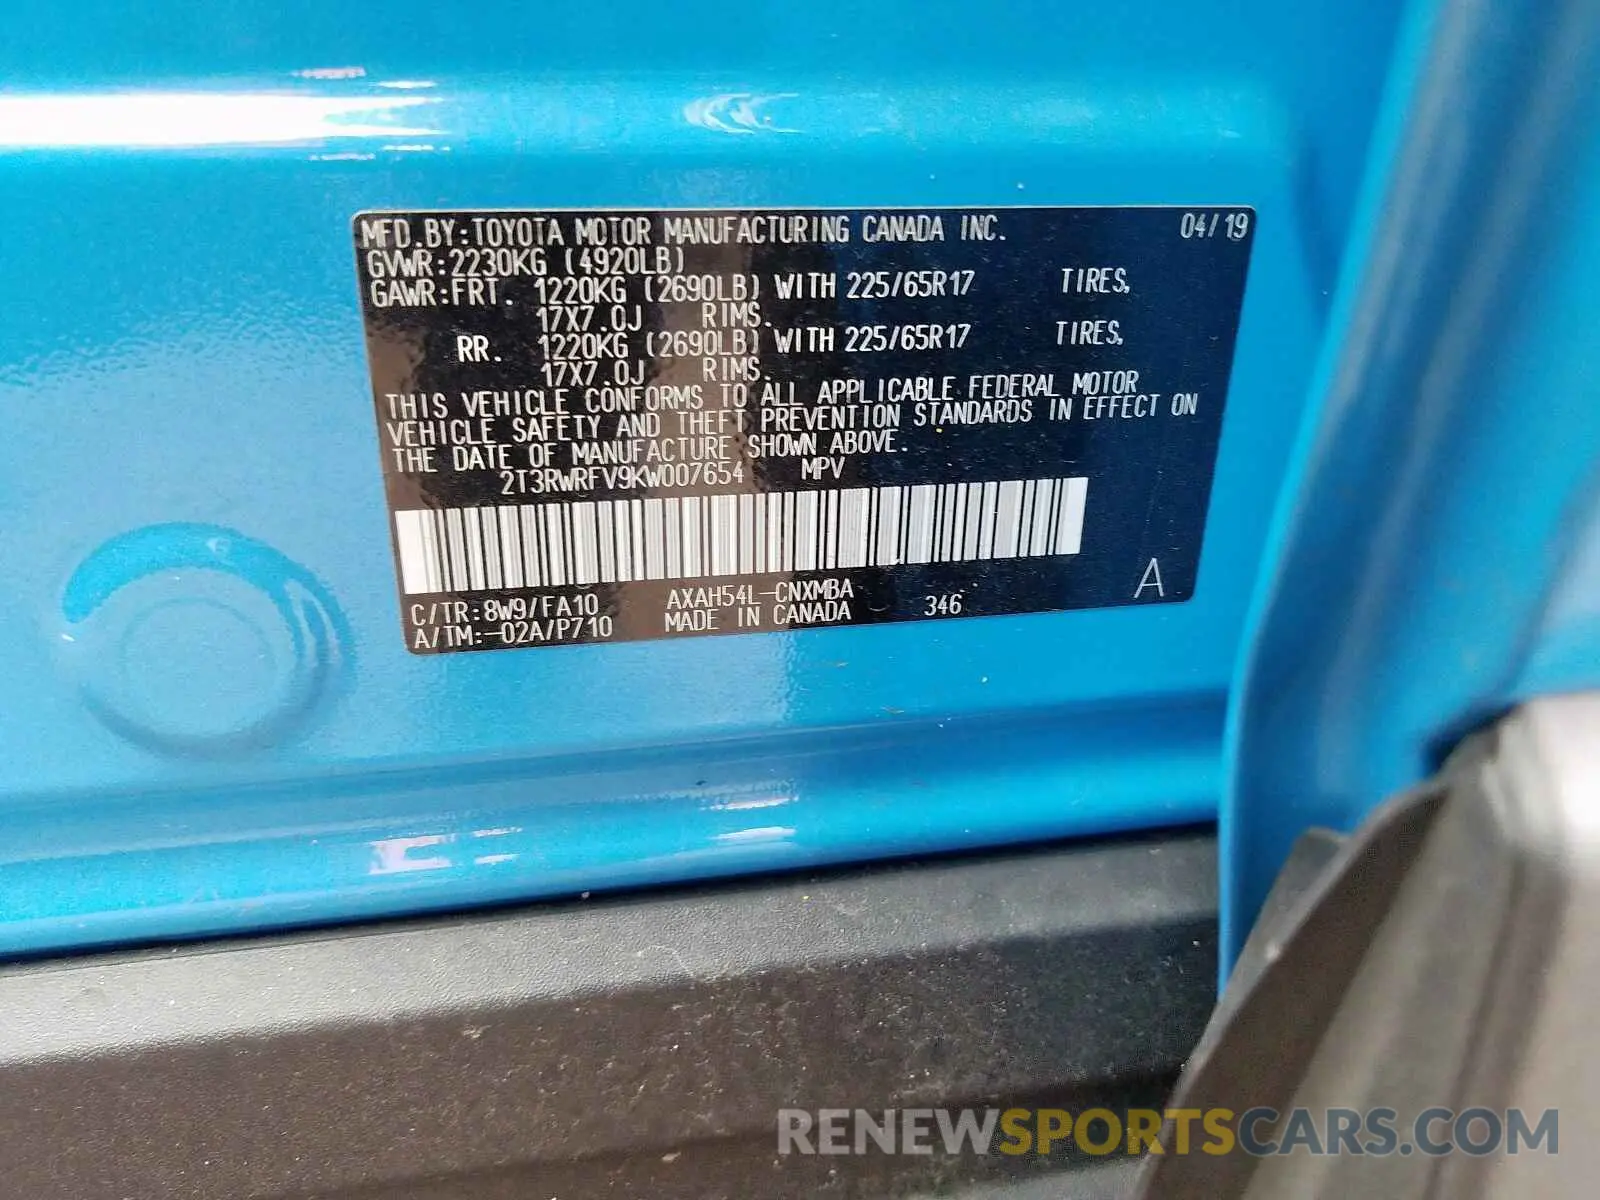 MFD.BY:TOYOTA MOTOR MANUFACTURING CANADA INC. 04/19
GVWR:2230KG (4920LB)
GAWR:FRT. 1220KG (2690LB) WITH 225/65R17 TIRES,
17X7.0J RIMS.
RR. 1220KG (2690LB) WITH 225/65R17 TIRES,
17X7.0J RIMS.
THIS VEHICLE CONFORMS TO ALL APPLICABLE FEDERAL MOTOR
VEHICLE SAFETY AND THEFT PREVENTION STANDARDS IN EFFECT ON
THE DATE OF MANUFACTURE SHOWN ABOVE.
2T3RWRFV9KW007654 MPV
C/TR:8W9/FA10 AXAH54L-CNXMBA A
A/TM:-02A/P710 MADE IN CANADA 346
RENEWSPORTSCARS.COM